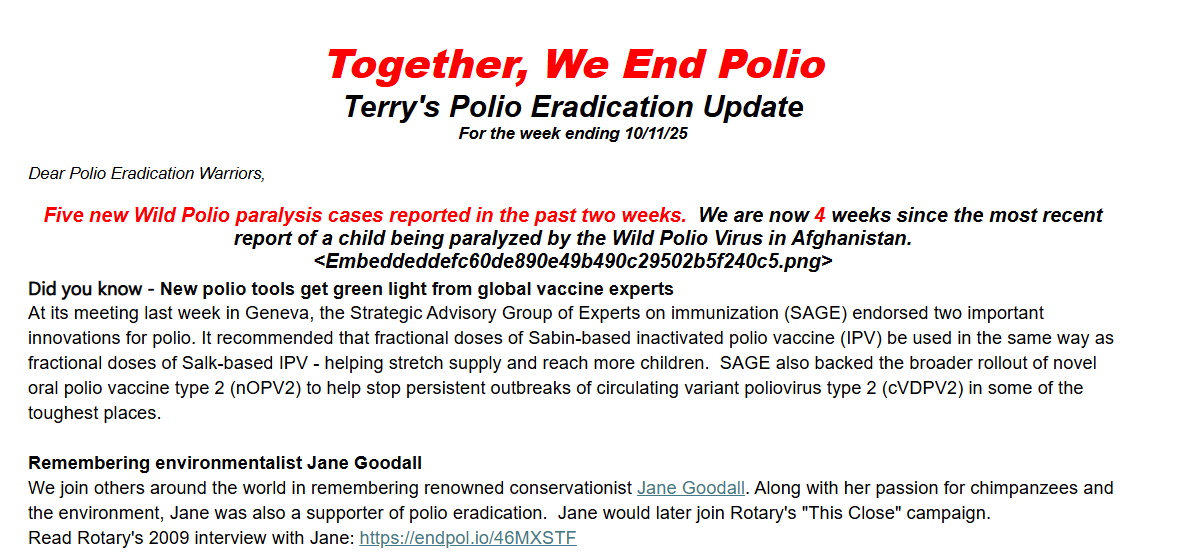 Together, We End Polio
Terry's Polio Eradication Update
For the week ending 10/11/25
Dear Polio Eradication Warriors,
Five new Wild Polio paralysis cases reported in the past two weeks.  We are now 4 weeks since the most recent
report of a child being paralyzed by the Wild Polio Virus in Afghanistan.
<Embeddeddefc60de890e49b490c29502b5f240c5.png>
Did you know - New polio tools get green light from global vaccine experts
At its meeting last week in Geneva, the Strategic Advisory Group of Experts on immunization (SAGE) endorsed two important
innovations for polio. It recommended that fractional doses of Sabin-based inactivated polio vaccine (IPV) be used in the same way as
fractional doses of Salk-based IPV - helping stretch supply and reach more children.  SAGE also backed the broader rollout of novel
oral polio vaccine type 2 (nOPV2) to help stop persistent outbreaks of circulating variant poliovirus type 2 (cVDPV2) in some of the
toughest places.
Remembering environmentalist Jane Goodall
We join others around the world in remembering renowned conservationist Jane Goodall. Along with her passion for chimpanzees and
the environment, Jane was also a supporter of polio eradication.  Jane would later join Rotary's "This Close" campaign.
Read Rotary's 2009 interview with Jane: https://endpol.io/46MXSTF